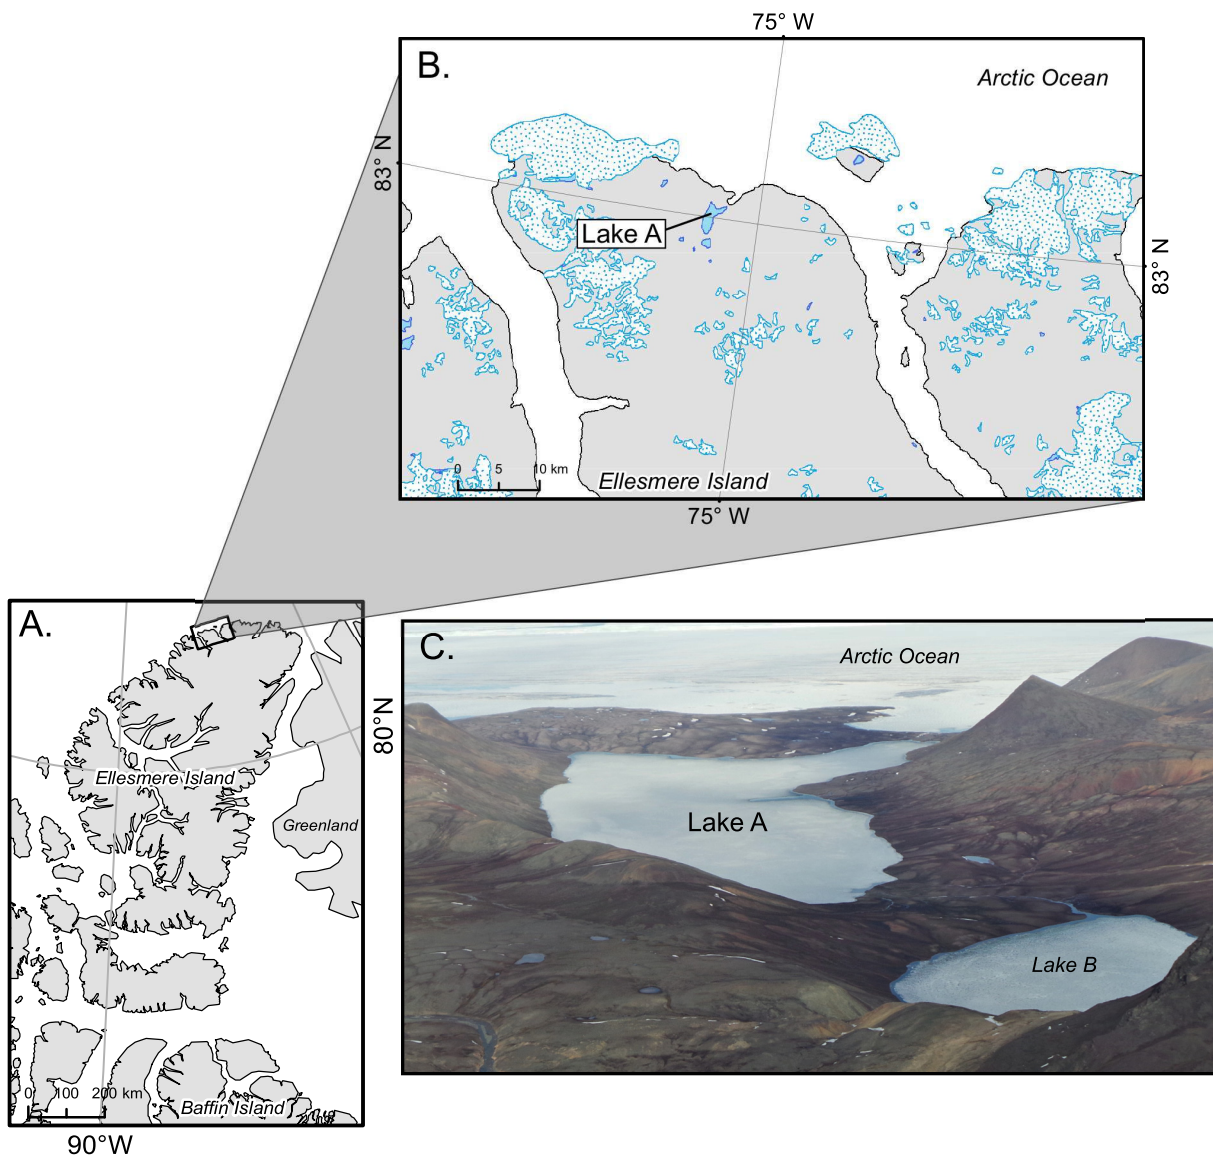 75° W
B.
Arctic Ocean
83° N
Lake A
83° N
0 5 10 km
Ellesmere Island
75° W
A.
80°N
Ellesmere Island
Greenland
0 100 200 km
Baffin Island
90°W
C.
Arctic Ocean
Lake A
Lake B